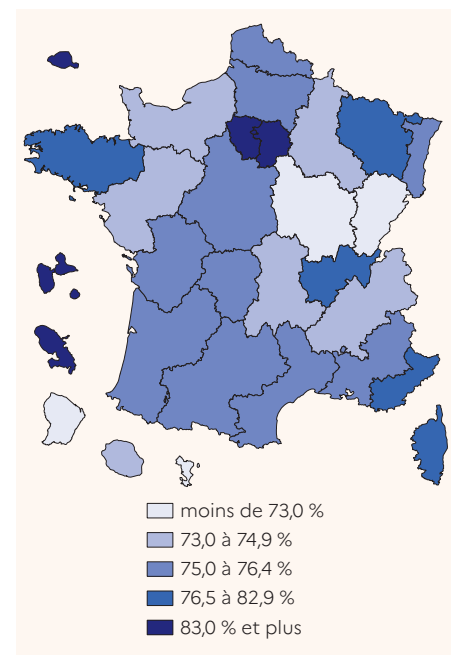 moins de 73,0 %
73,0 à 74,9 %
75,0 à 76,4 %
76,5 à 82,9 %
83,0 % et plus